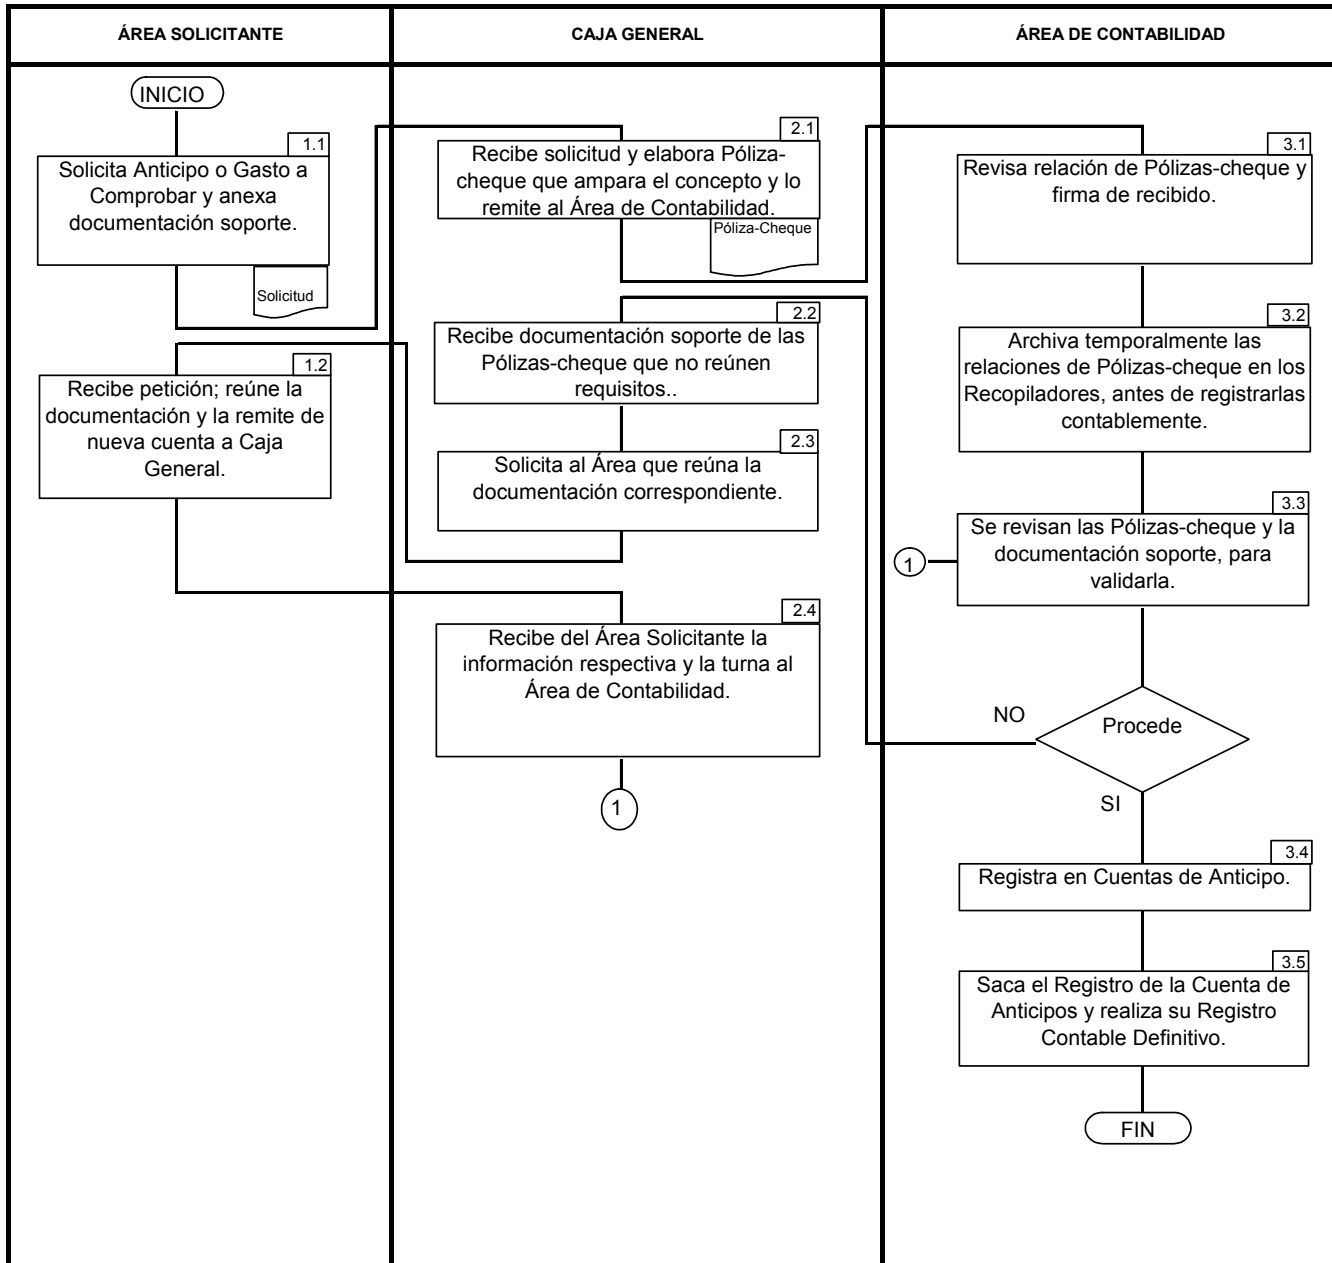 ÁREA SOLICITANTE
CAJA GENERAL
ÁREA DE CONTABILIDAD
INICIO
1.1
Solicita Anticipo o Gasto a
Comprobar y anexa
documentación soporte.
Solicitud
1.2
Recibe petición; reúne la
documentación y la remite de
nueva cuenta a Caja
General.
2.1
Recibe solicitud y elabora Póliza-
cheque que ampara el concepto y lo
remite al Área de Contabilidad.
Póliza-Cheque
2.2
Recibe documentación soporte de las
Pólizas-cheque que no reúnen
requisitos..
2.3
Solicita al Área que reúna la
documentación correspondiente.
2.4
Recibe del Área Solicitante la
información respectiva y la turna al
Área de Contabilidad.
1
3.1
Revisa relación de Pólizas-cheque y
firma de recibido.
3.2
Archiva temporalmente las
relaciones de Pólizas-cheque en los
Recopiladores, antes de registrarlas
contablemente.
3.3
Se revisan las Pólizas-cheque y la
documentación soporte, para
validarla.
1
NO
Procede
SI
3.4
Registra en Cuentas de Anticipo.
3.5
Saca el Registro de la Cuenta de
Anticipos y realiza su Registro
Contable Definitivo.
FIN